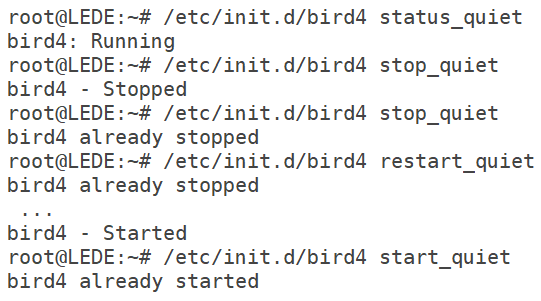 root@LEDE:~# /etc/init.d/bird4 status_quiet
bird4: Running
root@LEDE:~# /etc/init.d/bird4 stop_quiet
bird4 - Stopped
root@LEDE:~# /etc/init.d/bird4 stop_quiet
bird4 already stopped
root@LEDE:~# /etc/init.d/bird4 restart_quiet
bird4 already stopped
 ...
bird4 - Started
root@LEDE:~# /etc/init.d/bird4 start_quiet
bird4 already started